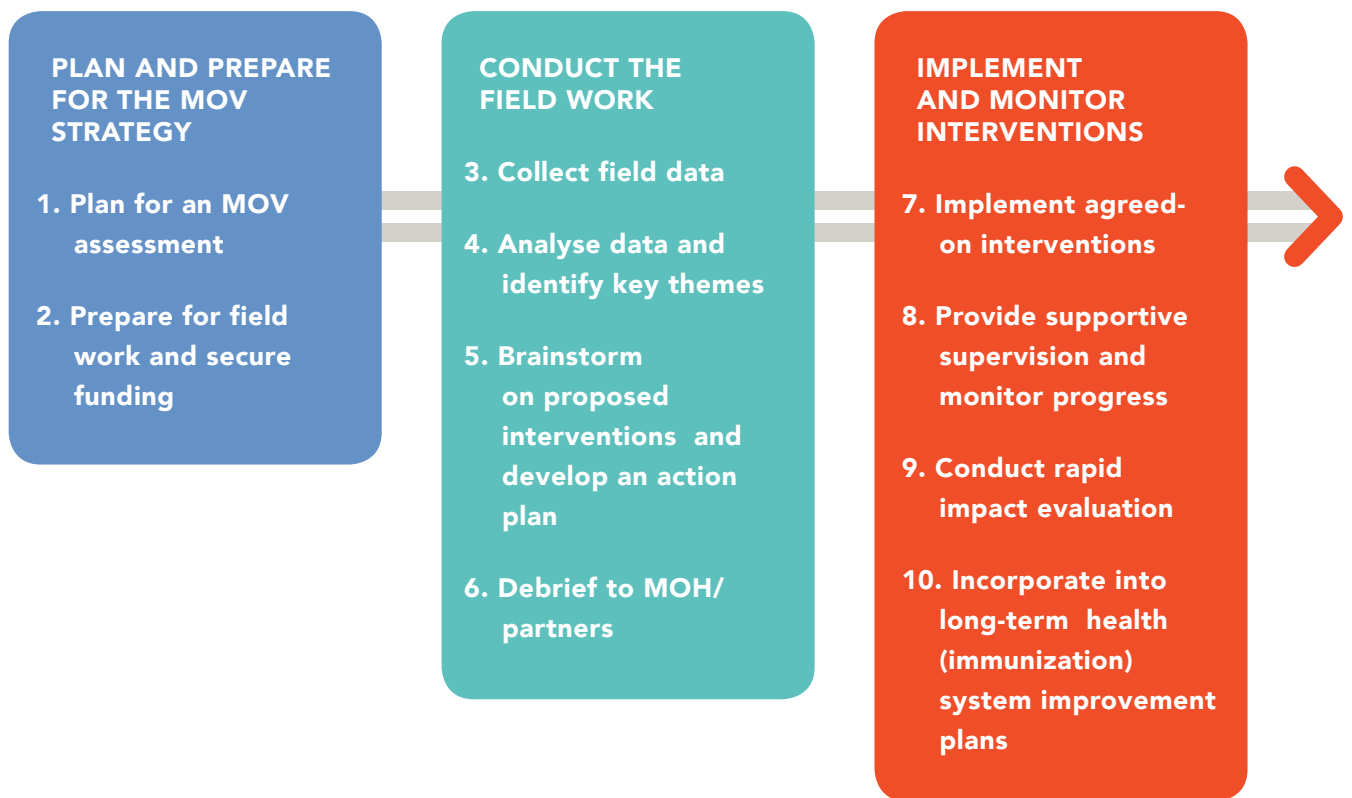 PLAN AND PREPARE
FOR THE MOV
STRATEGY
1. Plan for an MOV
assessment
2. Prepare for field
work and secure
funding
CONDUCT THE
FIELD WORK
3. Collect field data
4. Analyse data and
identify key themes
5. Brainstorm
on proposed
interventions and
develop an action
plan
6. Debrief to MOH/
partners
IMPLEMENT
AND MONITOR
INTERVENTIONS
7. Implement agreed-
on interventions
8. Provide supportive
supervision and
monitor progress
9. Conduct rapid
impact evaluation
10. Incorporate into
long-term health
(immunization)
system improvement
plans